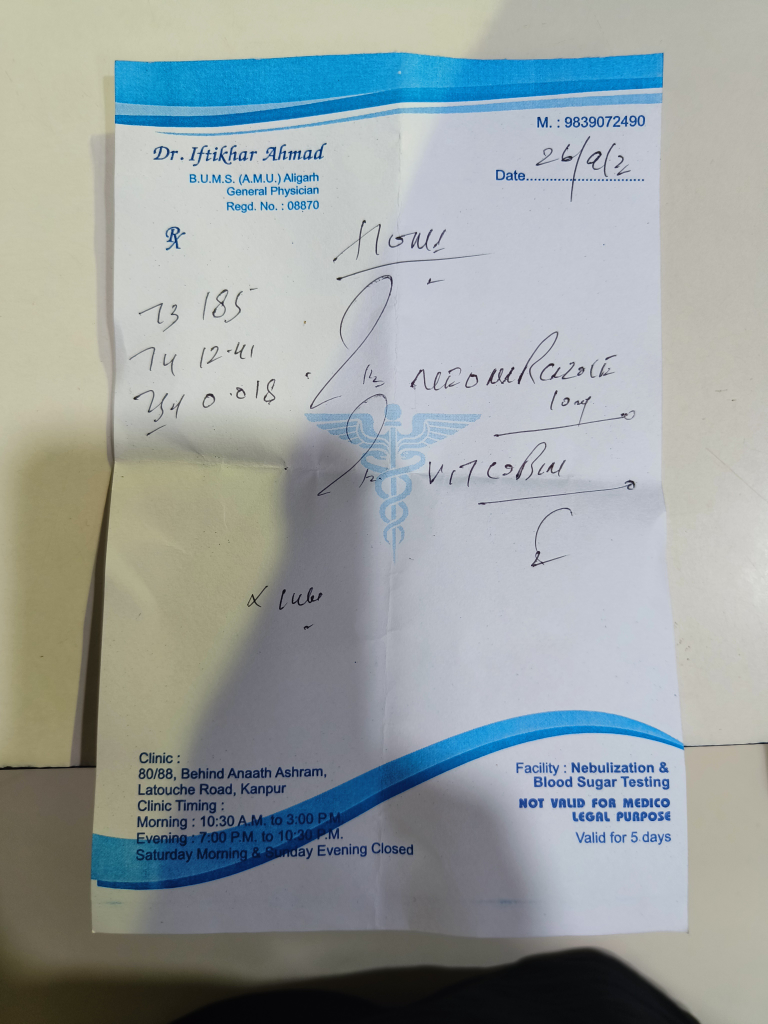 M. : 9839072490
Dr. Iftikhar Ahmad
B.U.M.S. (A.M.U.) Aligarh
General Physician
Regd. No. : 08870
Date
26/9/2
Rx
T3 185
T4 12.41
0.018
NEOMERCAZOLE
10mg
VITCOBIN
Clinic :
80/88, Behind Anaath Ashram,
Latouche Road, Kanpur
Clinic Timing :
Morning : 10:30 A.M. to 3:00 P.M.
Evening : 7:00 P.M. to 10:30 P.M.
Saturday Morning & Sunday Evening Closed
Facility : Nebulization &
Blood Sugar Testing
NOT VALID FOR MEDICO
LEGAL PURPOSE
Valid for 5 days